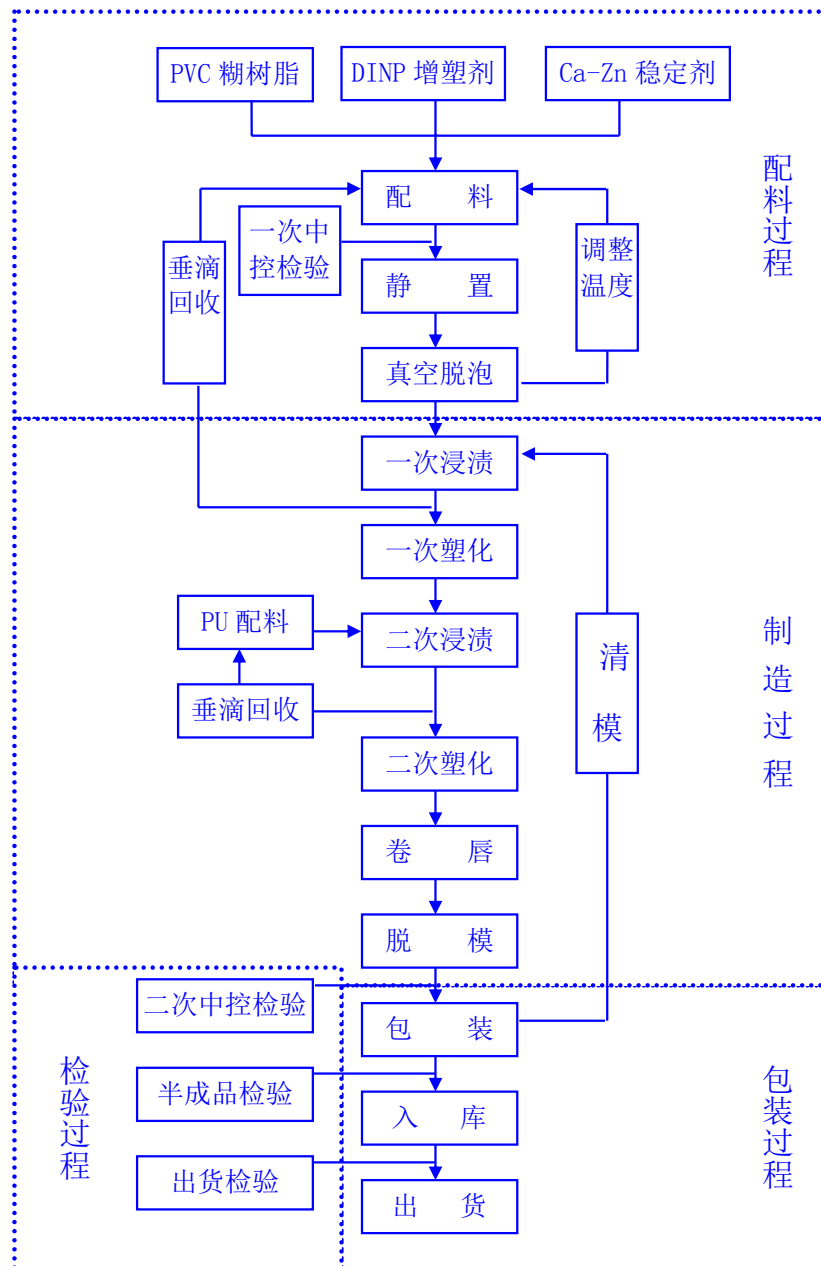 PVC 糊树脂
DINP 增塑剂
Ca-Zn 稳定剂
配料过程
配 料
一次中
控检验
垂滴
回收
调整
温度
静 置
真空脱泡
一次浸渍
一次塑化
PU 配料
二次浸渍
清
模
制造过程
垂滴回收
二次塑化
卷 唇
脱 模
二次中控检验
包 装
检验过程
半成品检验
包装过程
入 库
出货检验
出 货